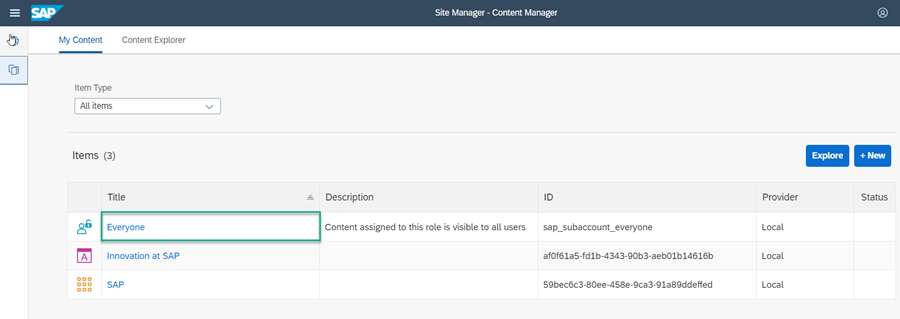 SAP Site Manager - Content Manager
My Content Content Explorer
Item Type
All items
Items (3) Explore + New
Title Description ID Provider Status
Everyone Content assigned to this role is visible to all users sap_subaccount_everyone Local
A Innovation at SAP af0f61a5-fd1b-4343-90b3-aeb01b14616b Local
SAP 59bec6c3-80ee-458e-9ca3-91a89ddeffed Local